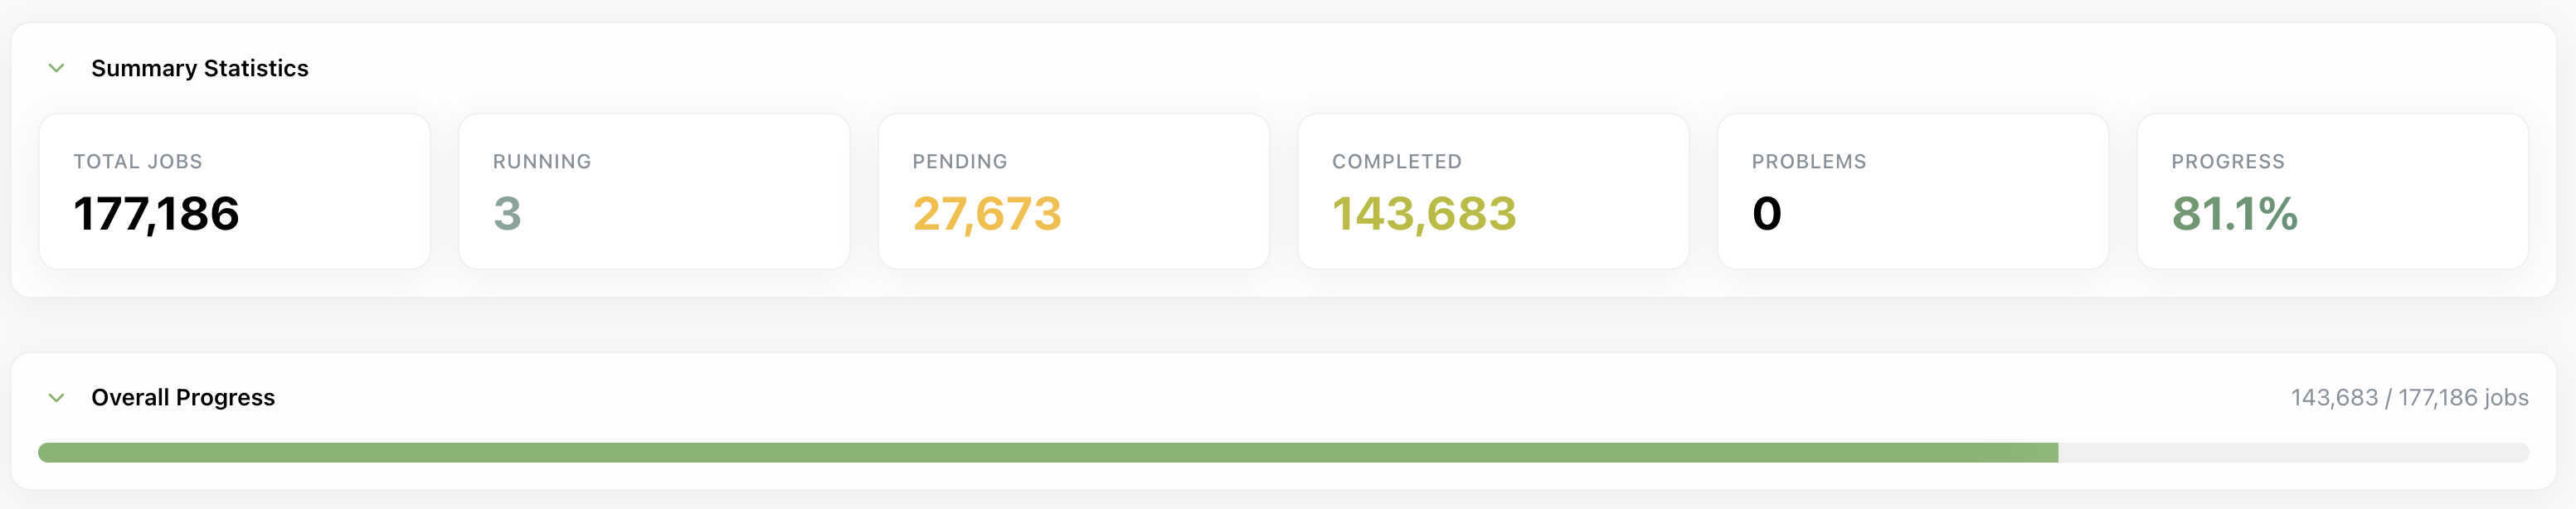 Summary Statistics
TOTAL JOBS
177,186
RUNNING
3
PENDING
27,673
COMPLETED
143,683
PROBLEMS
0
PROGRESS
81.1%
Overall Progress
143,683 / 177,186 jobs